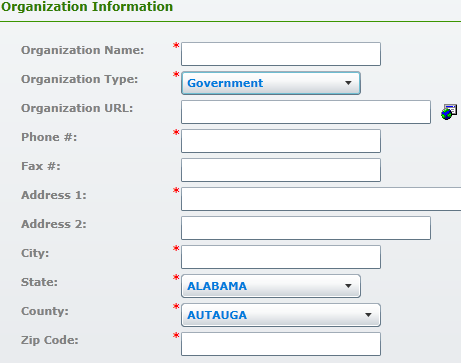 Organization Information
Organization Name: *
Organization Type: * Government
Organization URL:
Phone #: *
Fax #:
Address 1: *
Address 2:
City: *
State: * ALABAMA
County: * AUTAUGA
Zip Code: *